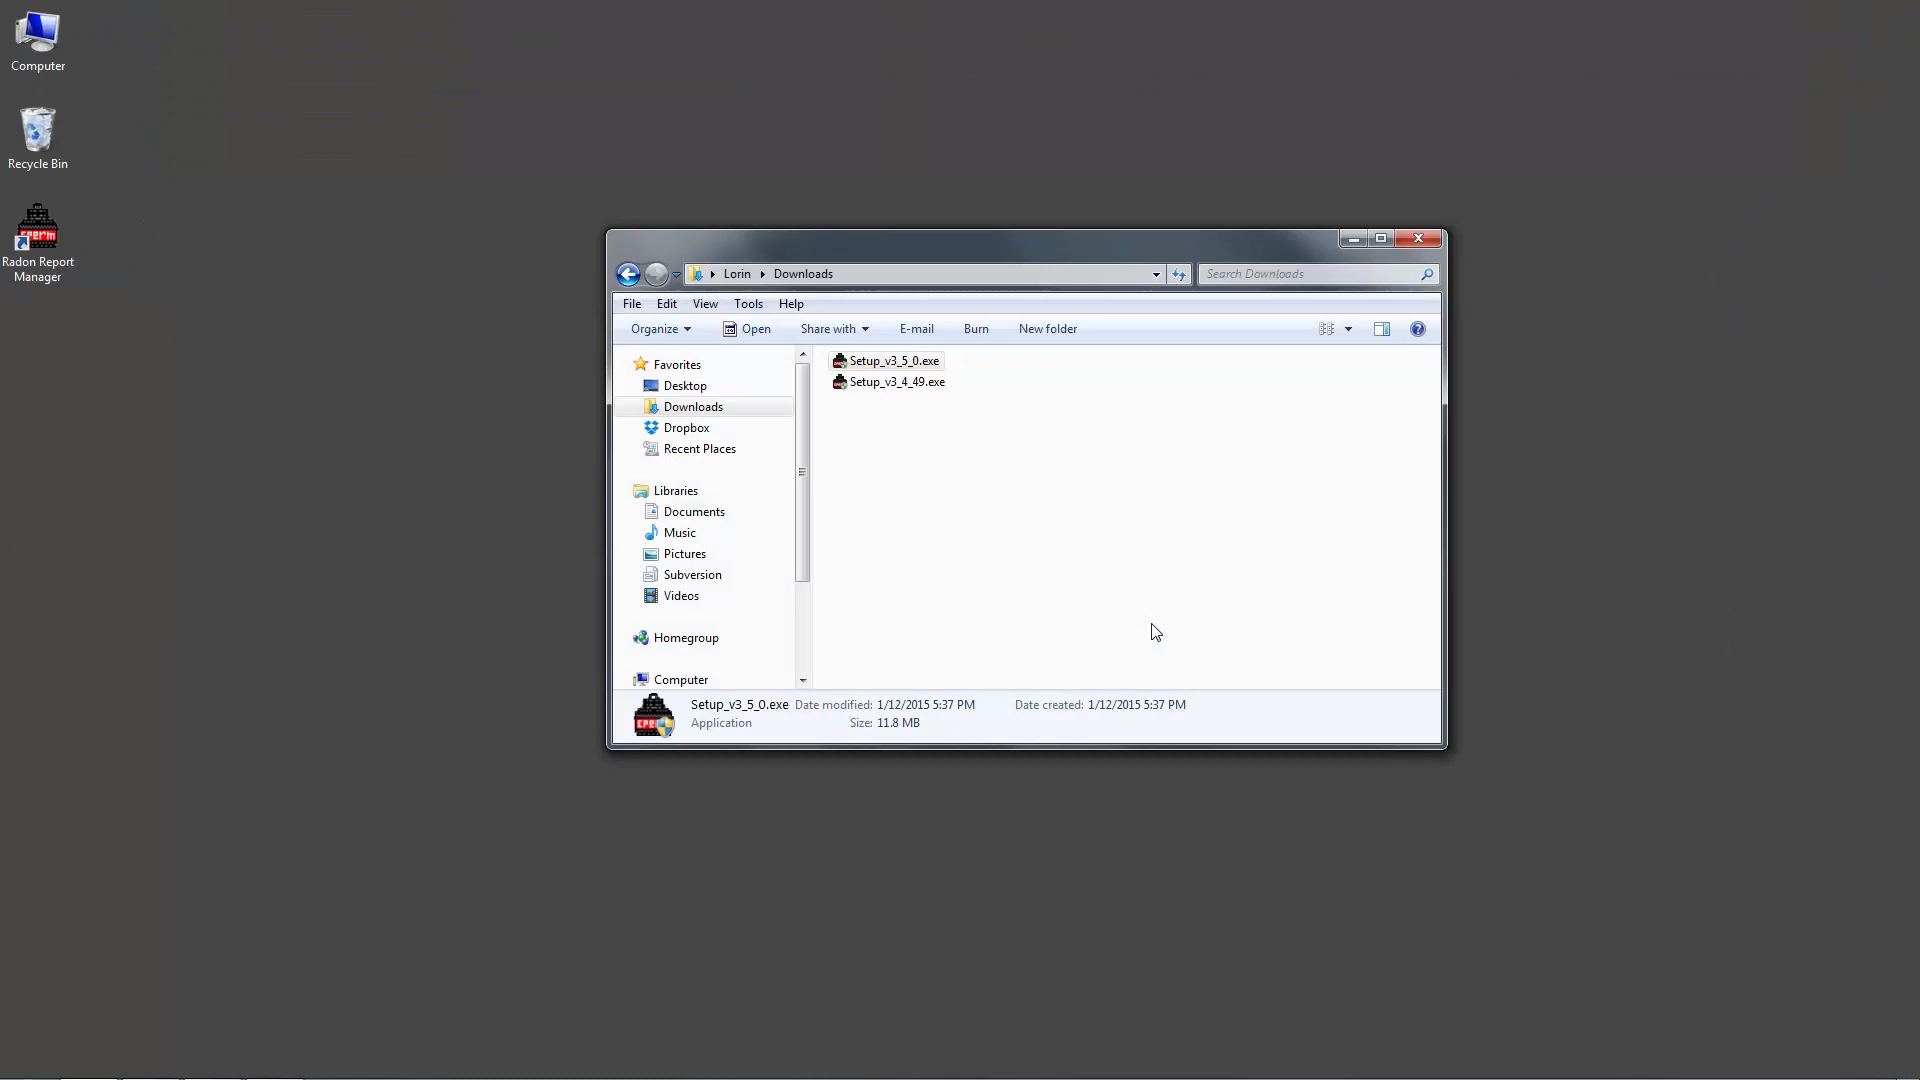 Computer
Recycle Bin
cperm
Radon Report
Manager
Lorin Downloads
Search Downloads
File Edit View Tools Help
Organize Open Share with E-mail Burn New folder
Favorites
Desktop
Downloads
Dropbox
Recent Places
Libraries
Documents
Music
Pictures
Subversion
Videos
Homegroup
Computer
Setup_v3_5_0.exe
Setup_v3_4_49.exe
Setup_v3_5_0.exe Date modified: 1/12/2015 5:37 PM Date created: 1/12/2015 5:37 PM
Application Size: 11.8 MB